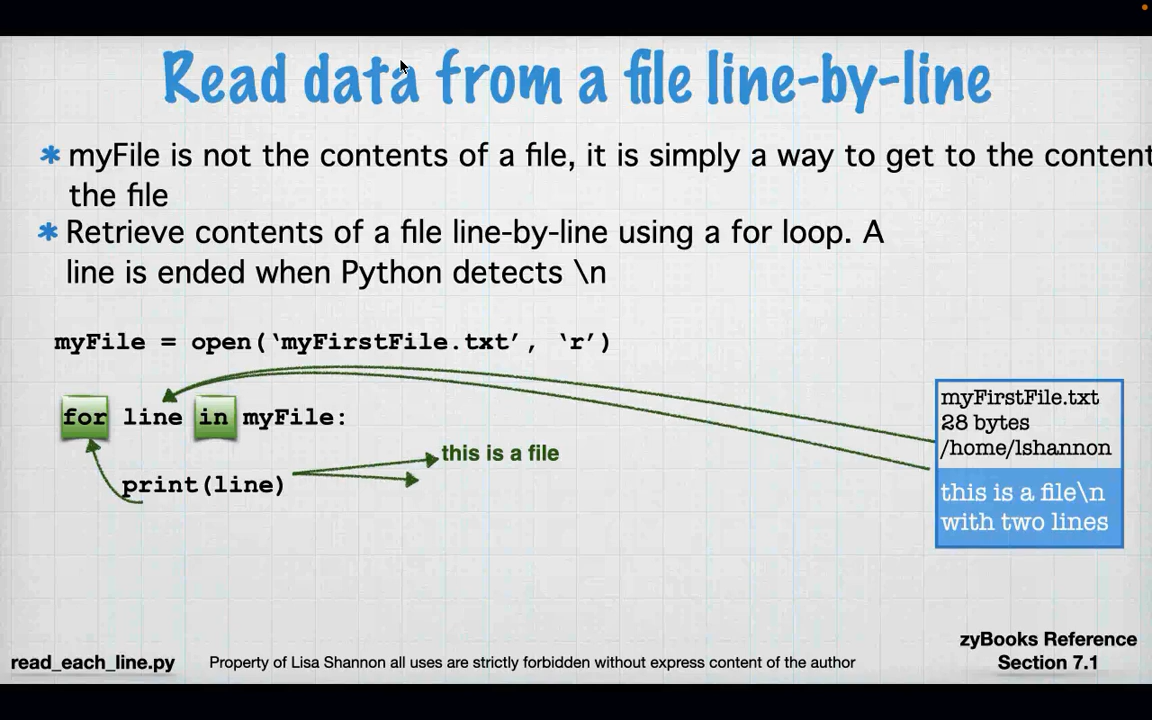 Read data from a file line-by-line
* myFile is not the contents of a file, it is simply a way to get to the content
the file
* Retrieve contents of a file line-by-line using a for loop. A
line is ended when Python detects \n
myFile = open(‘myFirstFile.txt’, ‘r’)
for line in myFile:
print(line)
this is a file
myFirstFile.txt
28 bytes
/home/lshannon
this is a file\n
with two lines
read_each_line.py
Property of Lisa Shannon all uses are strictly forbidden without express content of the author
zyBooks Reference
Section 7.1